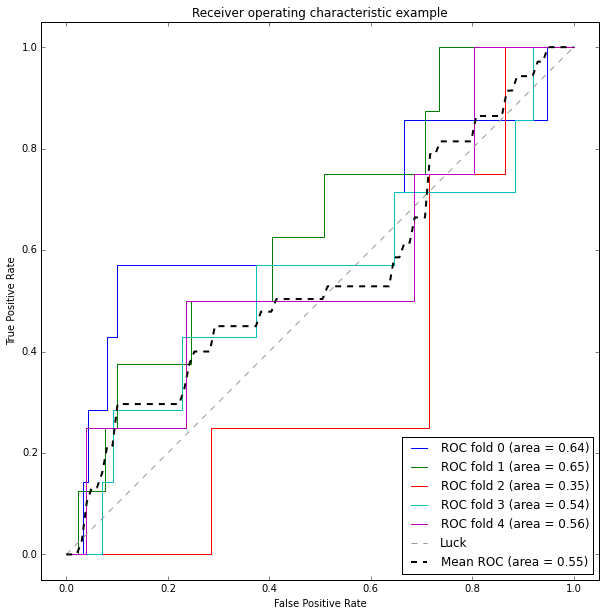 Receiver operating characteristic example
1.0
0.8
0.6
0.4
0.2
0.0
True Positive Rate
ROC fold 0 (area = 0.64)
ROC fold 1 (area = 0.65)
ROC fold 2 (area = 0.35)
ROC fold 3 (area = 0.54)
ROC fold 4 (area = 0.56)
Luck
Mean ROC (area = 0.55)
0.0 0.2 0.4 0.6 0.8 1.0
False Positive Rate